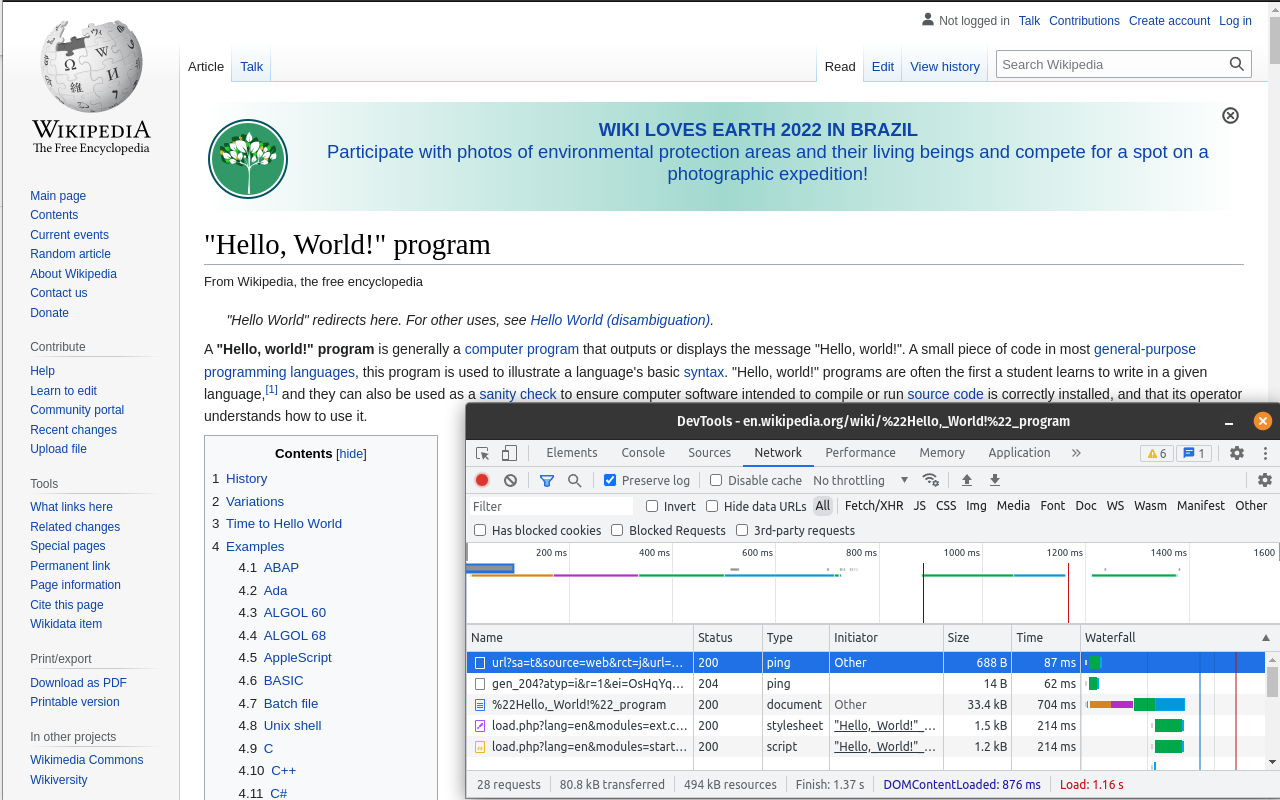 Not logged in Talk Contributions Create account Log in
Article Talk Read Edit View history Search Wikipedia
WIKIPEDIA
The Free Encyclopedia
Main page
Contents
Current events
Random article
About Wikipedia
Contact us
Donate
Contribute
Help
Learn to edit
Community portal
Recent changes
Upload file
Tools
What links here
Related changes
Special pages
Permanent link
Page information
Cite this page
Wikidata item
Print/export
Download as PDF
Printable version
In other projects
Wikimedia Commons
Wikiversity
WIKI LOVES EARTH 2022 IN BRAZIL
Participate with photos of environmental protection areas and their living beings and compete for a spot on a
photographic expedition!
"Hello, World!" program
From Wikipedia, the free encyclopedia
"Hello World" redirects here. For other uses, see Hello World (disambiguation).
A "Hello, world!" program is generally a computer program that outputs or displays the message "Hello, world!". A small piece of code in most general-purpose
programming languages, this program is used to illustrate a language's basic syntax. "Hello, world!" programs are often the first a student learns to write in a given
language,[1] and they can also be used as a sanity check to ensure computer software intended to compile or run source code is correctly installed, and that its operator
understands how to use it.
Contents [hide]
1 History
2 Variations
3 Time to Hello World
4 Examples
4.1 ABAP
4.2 Ada
4.3 ALGOL 60
4.4 ALGOL 68
4.5 AppleScript
4.6 BASIC
4.7 Batch file
4.8 Unix shell
4.9 C
4.10 C++
4.11 C#
DevTools - en.wikipedia.org/wiki/%22Hello,_World!%22_program
Elements Console Sources Network Performance Memory Application » 6 1
Preserve log Disable cache No throttling
Filter Invert Hide data URLs All Fetch/XHR JS CSS Img Media Font Doc WS Wasm Manifest Other
Has blocked cookies Blocked Requests 3rd-party requests
200 ms 400 ms 600 ms 800 ms 1000 ms 1200 ms 1400 ms 1600
Name Status Type Initiator Size Time Waterfall
url?sa=t&source=web&rct=j&url=… 200 ping Other 688 B 87 ms
gen_204?atyp=i&r=1&ei=OsHqYq… 204 ping 14 B 62 ms
%22Hello,_World!%22_program 200 document Other 33.4 kB 704 ms
load.php?lang=en&modules=ext.c… 200 stylesheet "Hello,_World!"_… 1.5 kB 214 ms
load.php?lang=en&modules=start… 200 script "Hello,_World!"_… 1.2 kB 214 ms
28 requests 80.8 kB transferred 494 kB resources Finish: 1.37 s DOMContentLoaded: 876 ms Load: 1.16 s